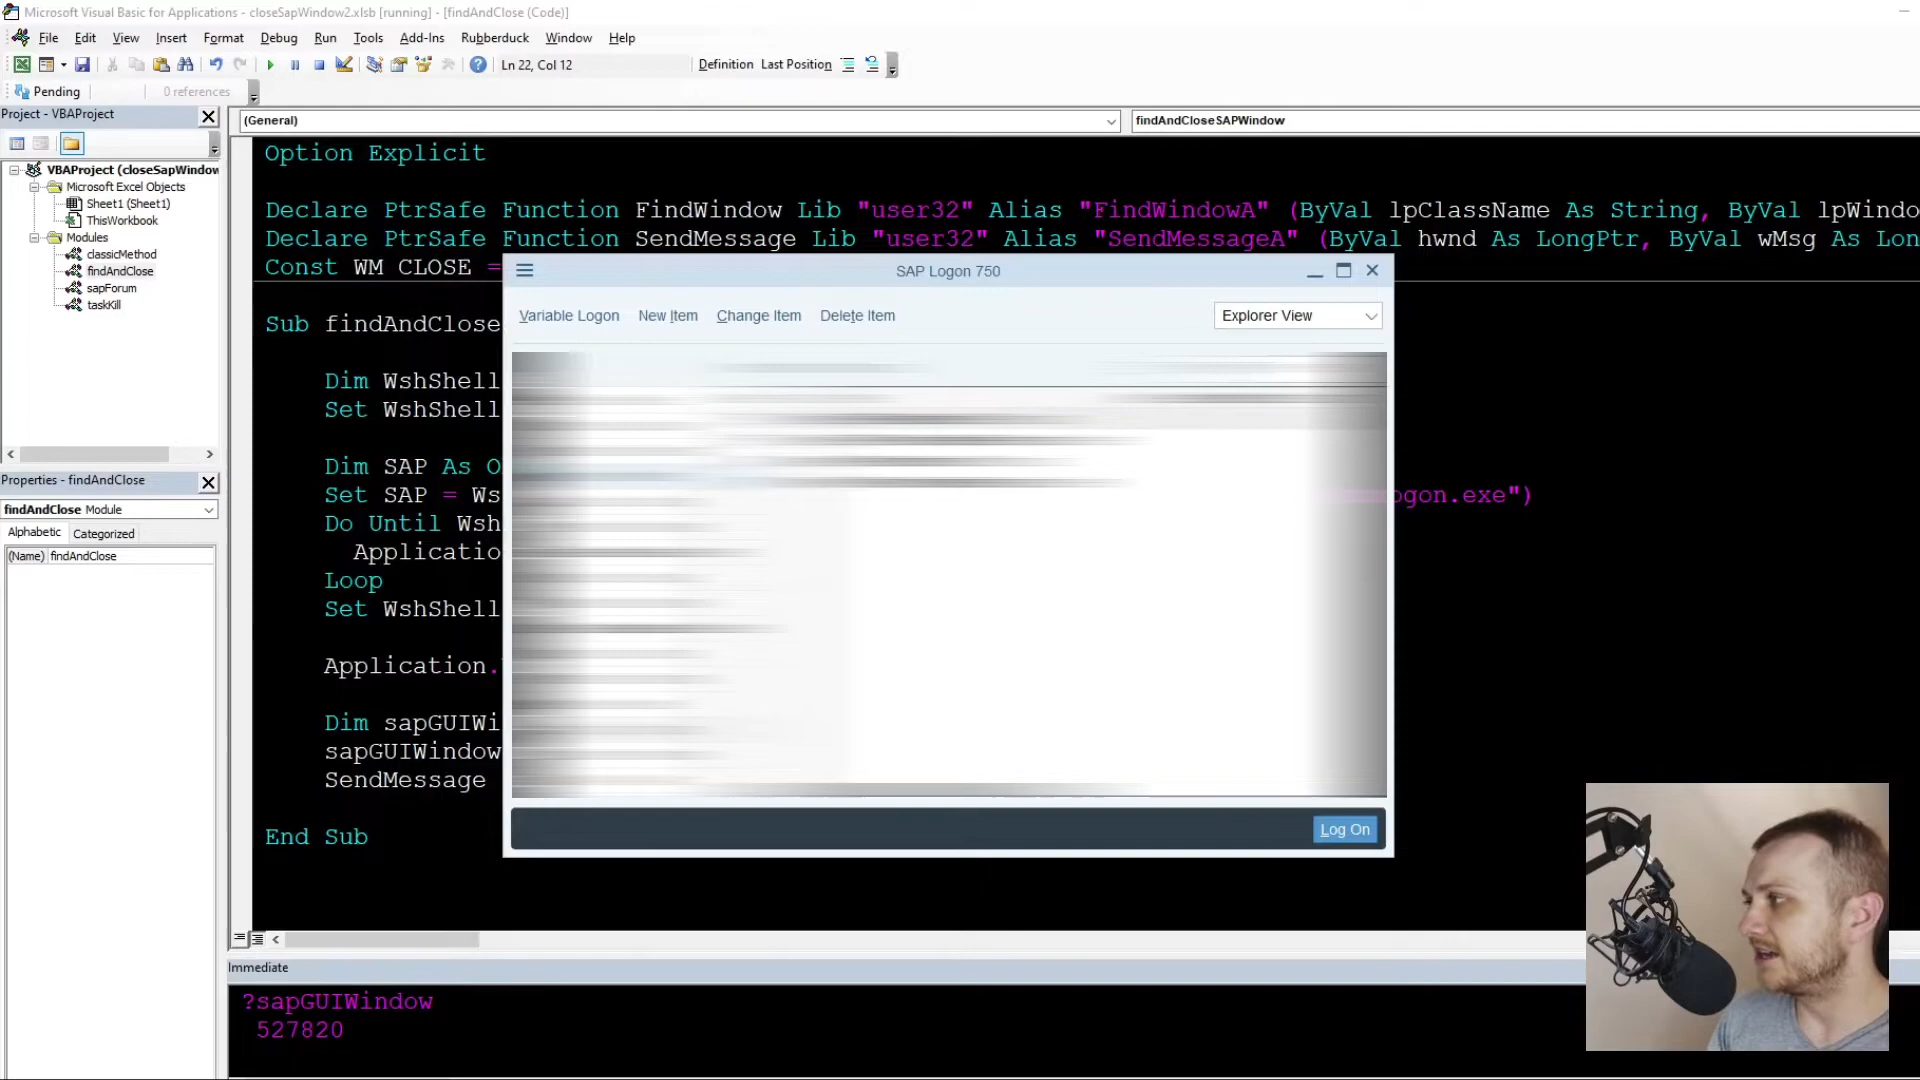 Microsoft Visual Basic for Applications - closeSapWindow2.xlsb [running] - [findAndClose (Code)]
File Edit View Insert Format Debug Run Tools Add-Ins Rubberduck Window Help
Ln 22, Col 12
Definition Last Position
Pending 0 references
Project - VBAProject
VBAProject (closeSapWindow
Microsoft Excel Objects
Sheet1 (Sheet1)
ThisWorkbook
Modules
classicMethod
findAndClose
sapForum
taskKill
Properties - findAndClose
findAndClose Module
Alphabetic Categorized
(Name) findAndClose
(General) findAndCloseSAPWindow
Option Explicit
Declare PtrSafe Function FindWindow Lib "user32" Alias "FindWindowA" (ByVal lpClassName As String, ByVal lpWindo
Declare PtrSafe Function SendMessage Lib "user32" Alias "SendMessageA" (ByVal hwnd As LongPtr, ByVal wMsg As Lon
Const WM_CLOSE =
Sub findAndClose
Dim WshShell
Set WshShell
Dim SAP As O
Set SAP = Ws ogon.exe")
Do Until Wsh
Applicatio
Loop
Set WshShell
Application.
Dim sapGUIWi
sapGUIWindow
SendMessage
End Sub
SAP Logon 750
Variable Logon New Item Change Item Delete Item Explorer View
Log On
Immediate
?sapGUIWindow
527820